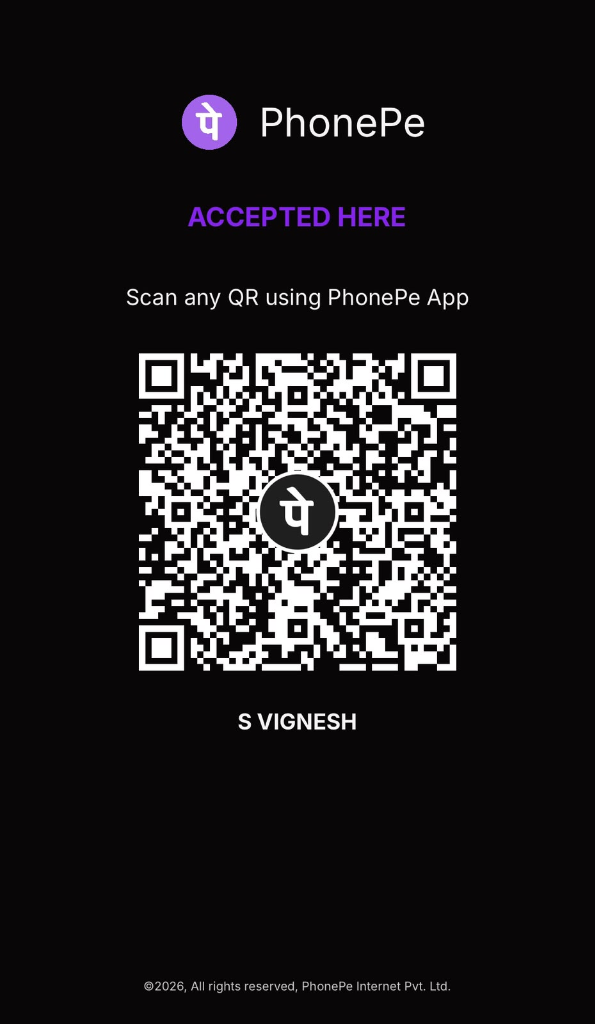 पे PhonePe
ACCEPTED HERE
Scan any QR using PhonePe App
पे
S VIGNESH
©2026, All rights reserved, PhonePe Internet Pvt. Ltd.